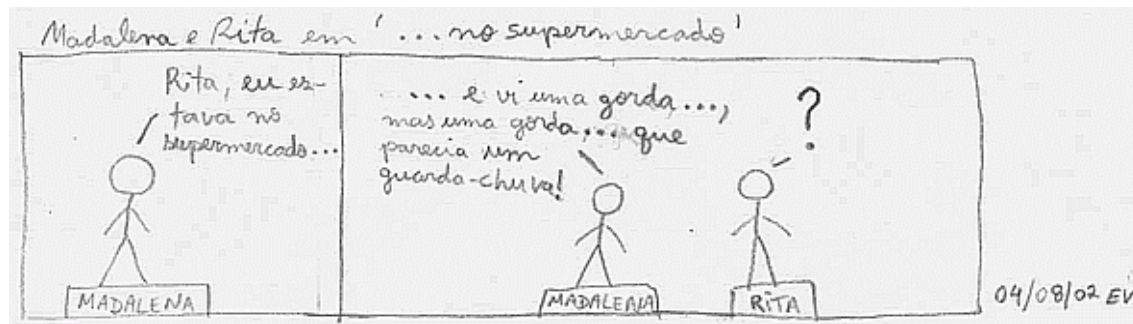 Madalena e Rita em '...no supermercado'
Rita, eu es-
tava no
supermercado...
... e vi uma gorda...,
mas uma gorda,... que
parecia um
guarda-chuva!
?
MADALENA
MADALENA
RITA
04/08/02 EV